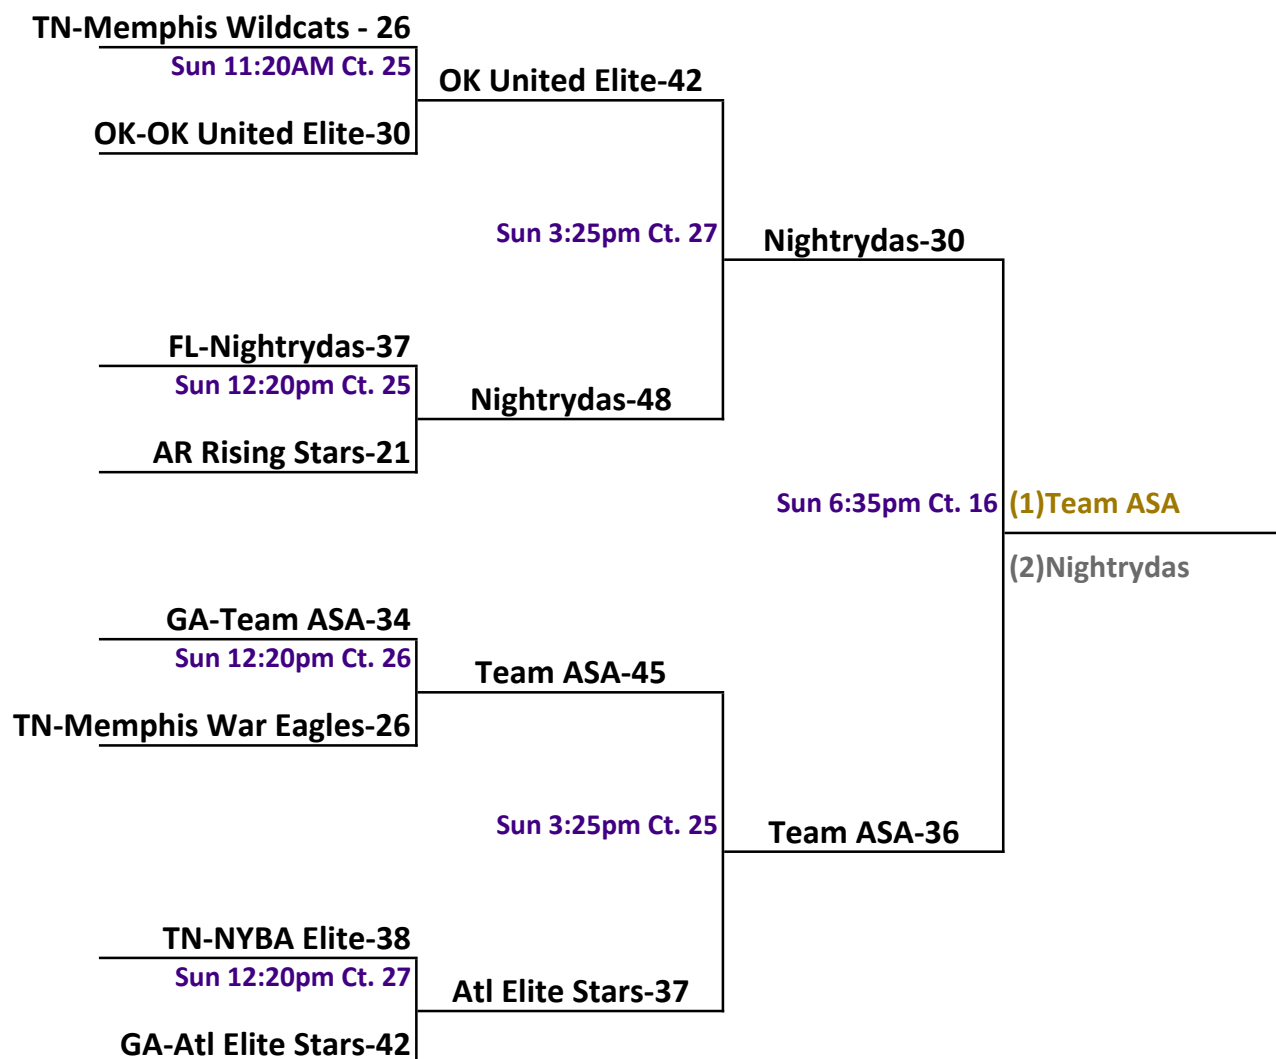 TN-Memphis Wildcats - 26
Sun 11:20AM Ct. 25
OK United Elite-42
OK-OK United Elite-30
Sun 3:25pm Ct. 27
Nightrydas-30
FL-Nightrydas-37
Sun 12:20pm Ct. 25
Nightrydas-48
AR Rising Stars-21
Sun 6:35pm Ct. 16
(1)Team ASA
(2)Nightrydas
GA-Team ASA-34
Sun 12:20pm Ct. 26
Team ASA-45
TN-Memphis War Eagles-26
Sun 3:25pm Ct. 25
Team ASA-36
TN-NYBA Elite-38
Sun 12:20pm Ct. 27
Atl Elite Stars-37
GA-Atl Elite Stars-42